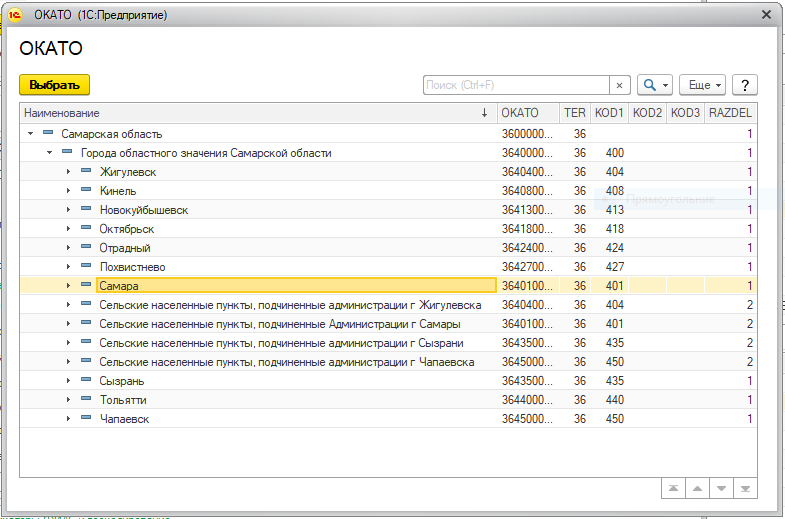 ОКАТО (1С:Предприятие)
ОКАТО
Выбрать Поиск (Ctrl+F) × Еще ?
Наименование ↓ ОКАТО TER KOD1 KOD2 KOD3 RAZDEL
Самарская область 3600000... 36 1
Города областного значения Самарской области 3640000... 36 400 1
Жигулевск 3640400... 36 404 1
Кинель 3640800... 36 408 1
Прямоугольник
Новокуйбышевск 3641300... 36 413 1
Октябрьск 3641800... 36 418 1
Отрадный 3642400... 36 424 1
Похвистнево 3642700... 36 427 1
Самара 3640100... 36 401 1
Сельские населенные пункты, подчиненные администрации г Жигулевска 3640400... 36 404 2
Сельские населенные пункты, подчиненные Администрации г Самары 3640100... 36 401 2
Сельские населенные пункты, подчиненные администрации г Сызрани 3643500... 36 435 2
Сельские населенные пункты, подчиненные администрации г Чапаевска 3645000... 36 450 2
Сызрань 3643500... 36 435 1
Тольятти 3644000... 36 440 1
Чапаевск 3645000... 36 450 1